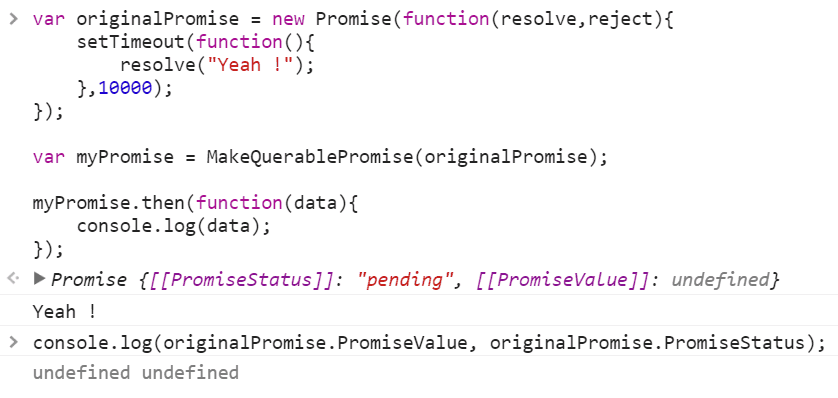 var originalPromise = new Promise(function(resolve,reject){
    setTimeout(function(){
        resolve("Yeah !");
    },10000);
});

var myPromise = MakeQuerablePromise(originalPromise);

myPromise.then(function(data){
    console.log(data);
});
Promise {[[PromiseStatus]]: "pending", [[PromiseValue]]: undefined}
Yeah !
console.log(originalPromise.PromiseValue, originalPromise.PromiseStatus);
undefined undefined